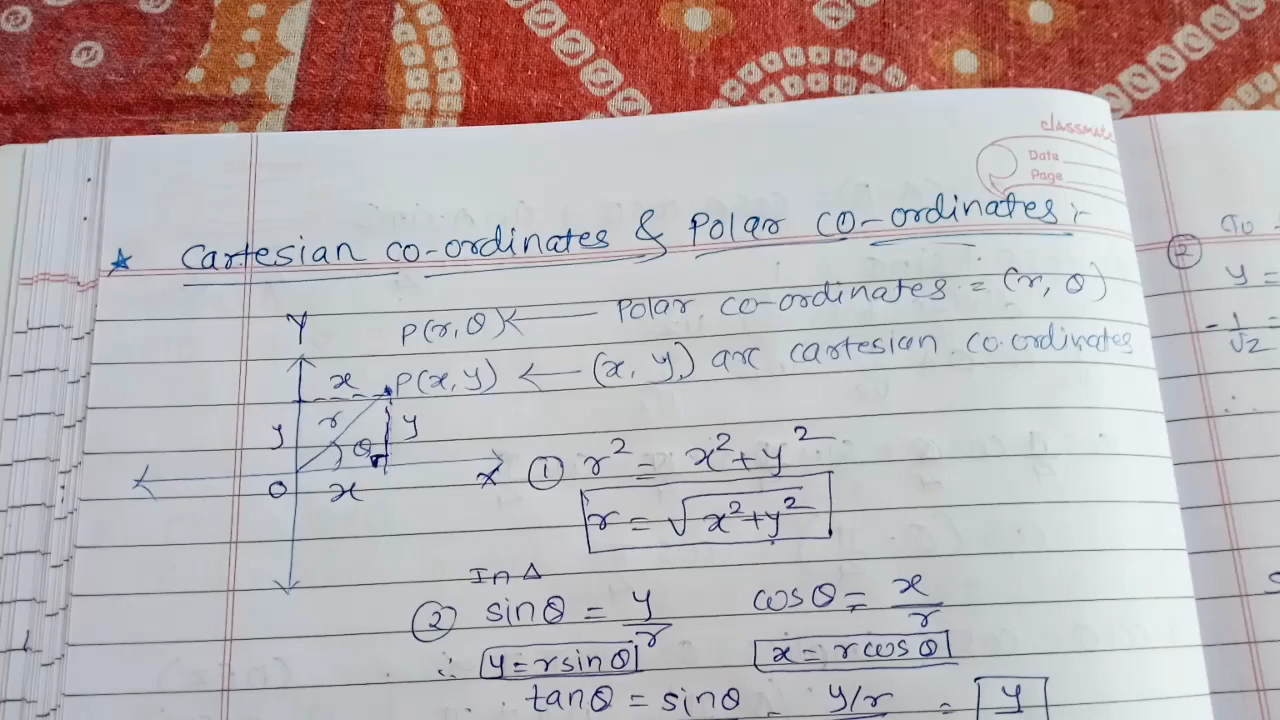 classmate
Date
Page
★ Cartesian co-ordinates & Polar co-ordinates :-
P(r, θ) ← Polar co-ordinates = (r, θ)
Y
P(x, y) ← (x, y) are cartesian co.ordinates
x
r
y
θ
y
O
x
X
① r² = x² + y²
r = √x²+y²
In Δ
② sinθ = y/r cosθ = x/r
∴ y = r sinθ x = r cosθ
tanθ = sinθ y/r = y
②
y =
- 1/√2 =